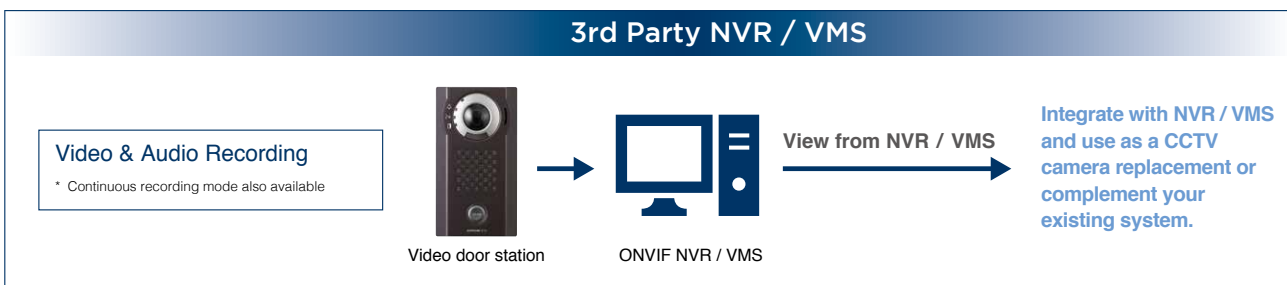 3rd Party NVR / VMS
Video & Audio Recording
* Continuous recording mode also available
Video door station
ONVIF NVR / VMS
View from NVR / VMS
Integrate with NVR / VMS
and use as a CCTV
camera replacement or
complement your
existing system.